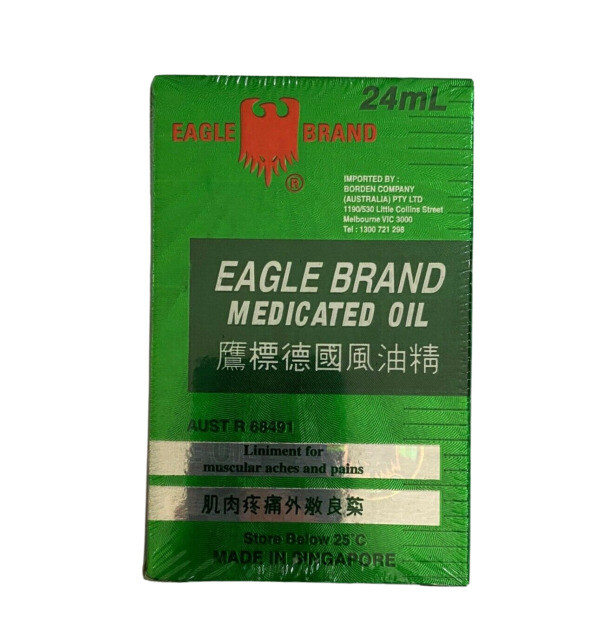 24mL
EAGLE BRAND
®
IMPORTED BY :
BORDEN COMPANY
(AUSTRALIA) PTY LTD
1190/530 Little Collins Street
Melbourne VIC 3000
Tel : 1300 721 298
EAGLE BRAND
MEDICATED OIL
鷹標德國風油精
AUST R 68491
Liniment for
muscular aches and pains
肌肉疼痛外敷良藥
Store Below 25°C
MADE IN SINGAPORE